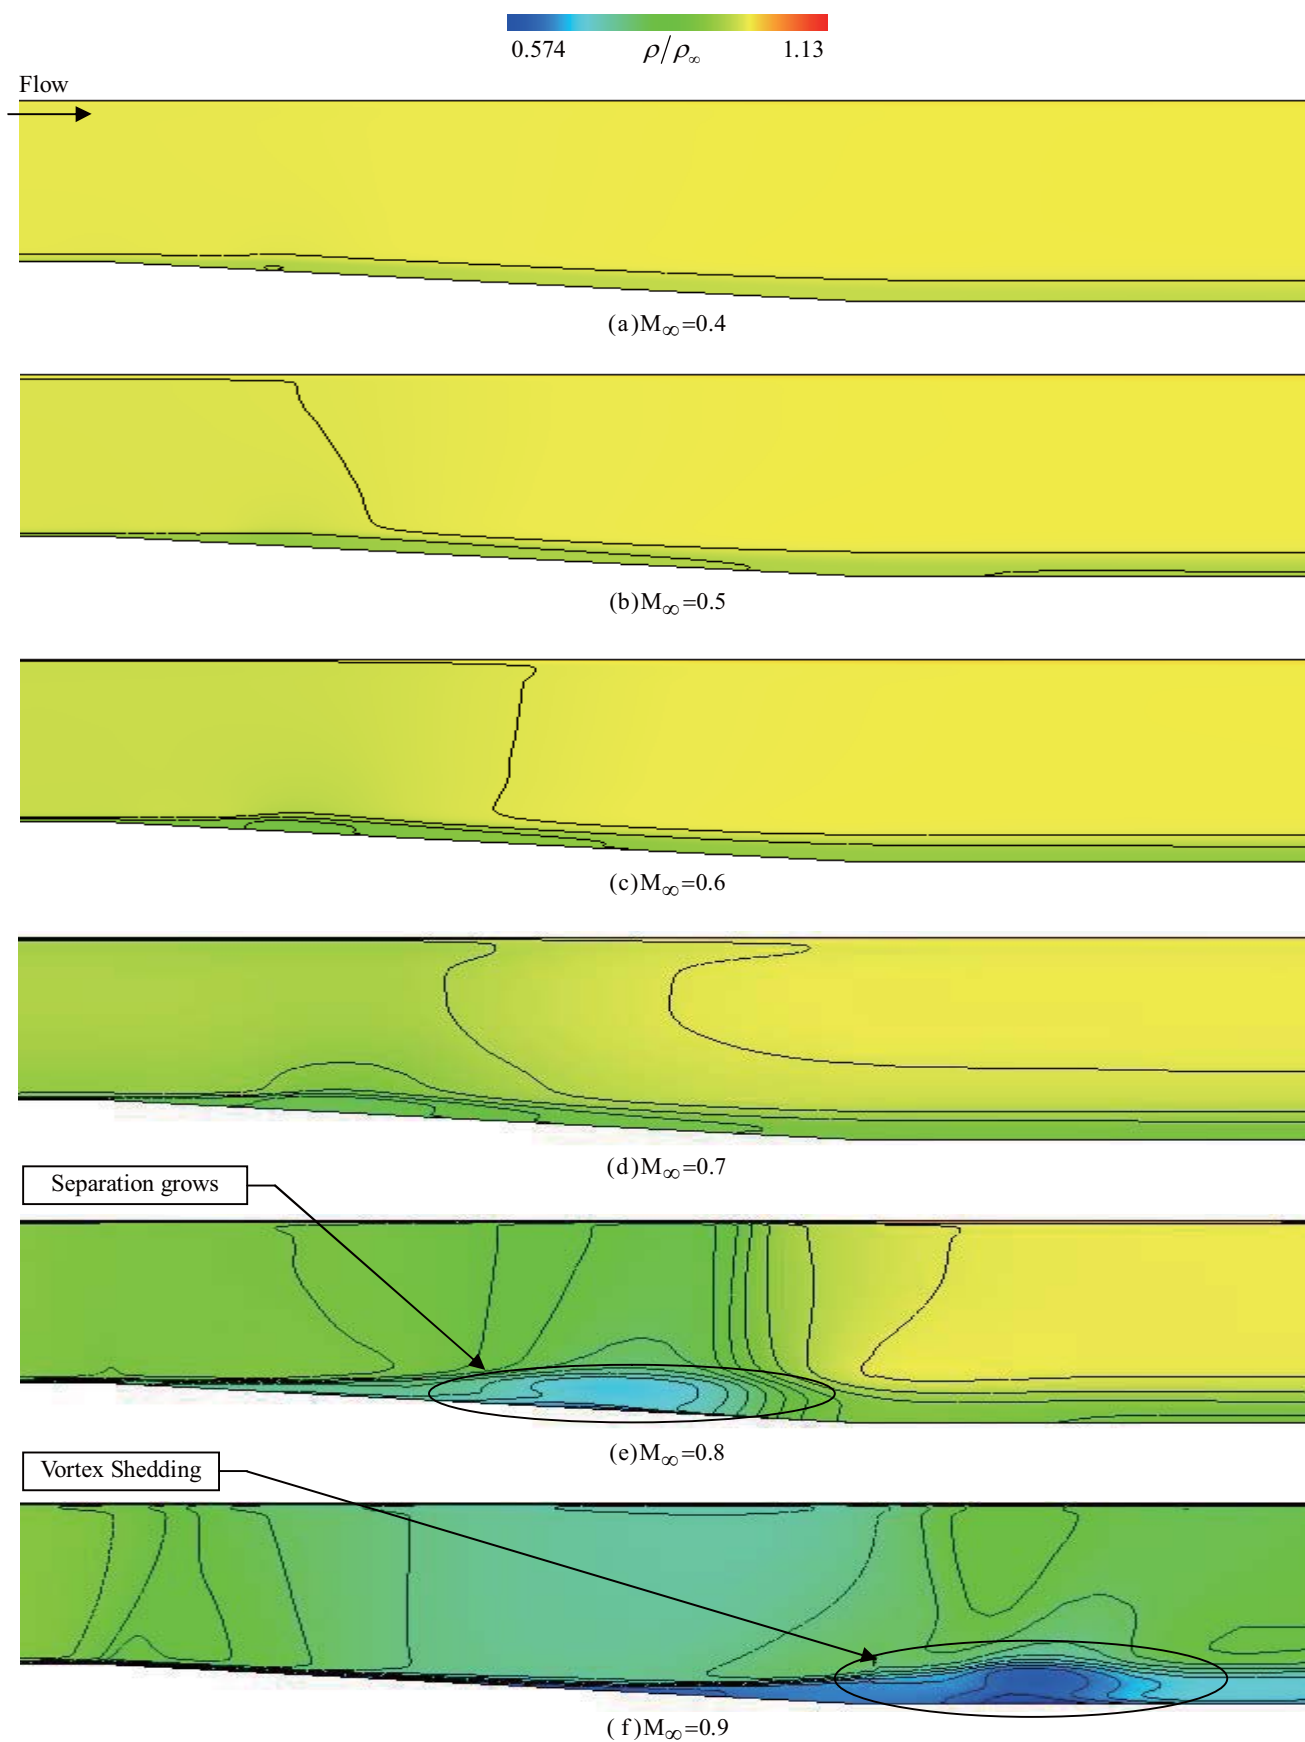 0.574 ρ/ρ∞ 1.13
Flow
(a)M∞=0.4
(b)M∞=0.5
(c)M∞=0.6
(d)M∞=0.7
Separation grows
(e)M∞=0.8
Vortex Shedding
(f)M∞=0.9